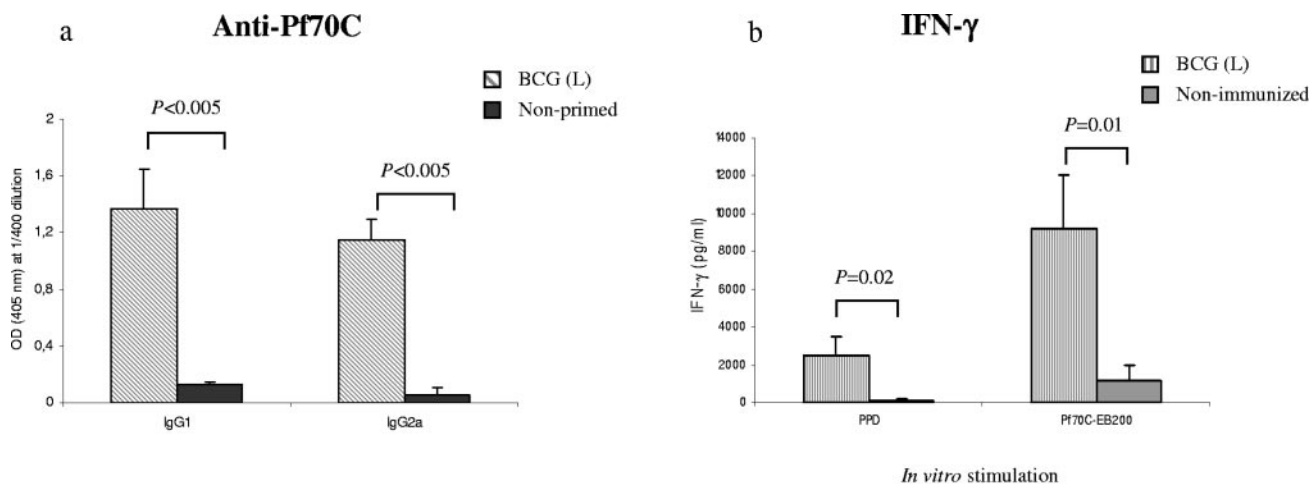 a
Anti-Pf70C
BCG (L)
Non-primed
P<0.005
P<0.005
2
1,6
1,2
0,8
0,4
0
OD (405 nm) at 1/400 dilution
IgG1
IgG2a
b
IFN-γ
BCG (L)
Non-immunized
P=0.01
P=0.02
14000
12000
10000
8000
6000
4000
2000
0
IFN-γ (pg/ml)
PPD
Pf70C-EB200
In vitro stimulation